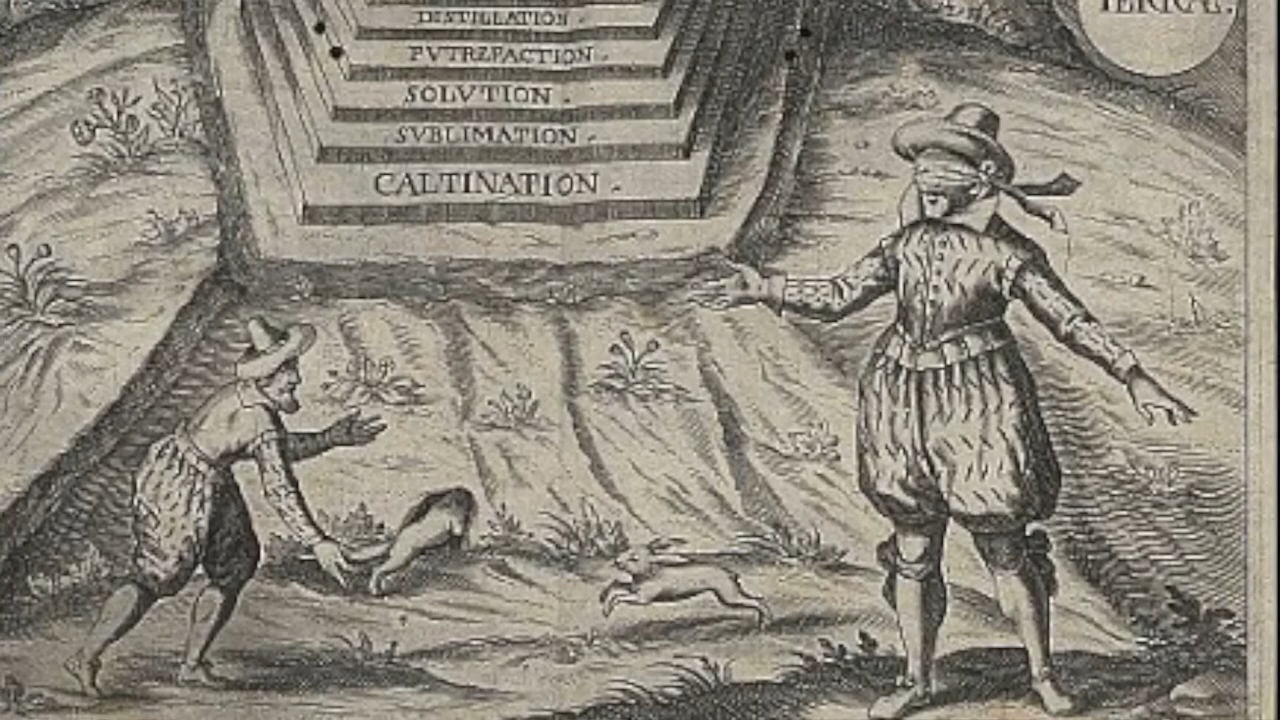 DISTILLATION .
PVTREFACTION .
SOLVTION .
SVBLIMATION .
CALTINATION .